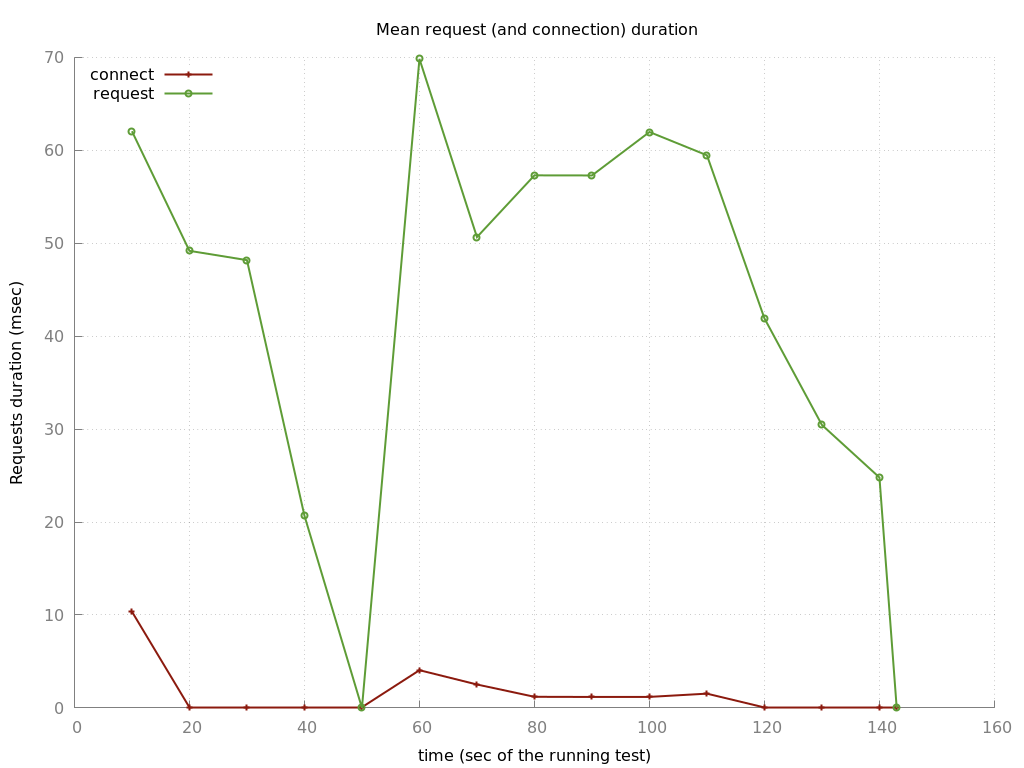 Mean request (and connection) duration
connect
request
70
60
50
40
30
20
10
0
Requests duration (msec)
0 20 40 60 80 100 120 140 160
time (sec of the running test)